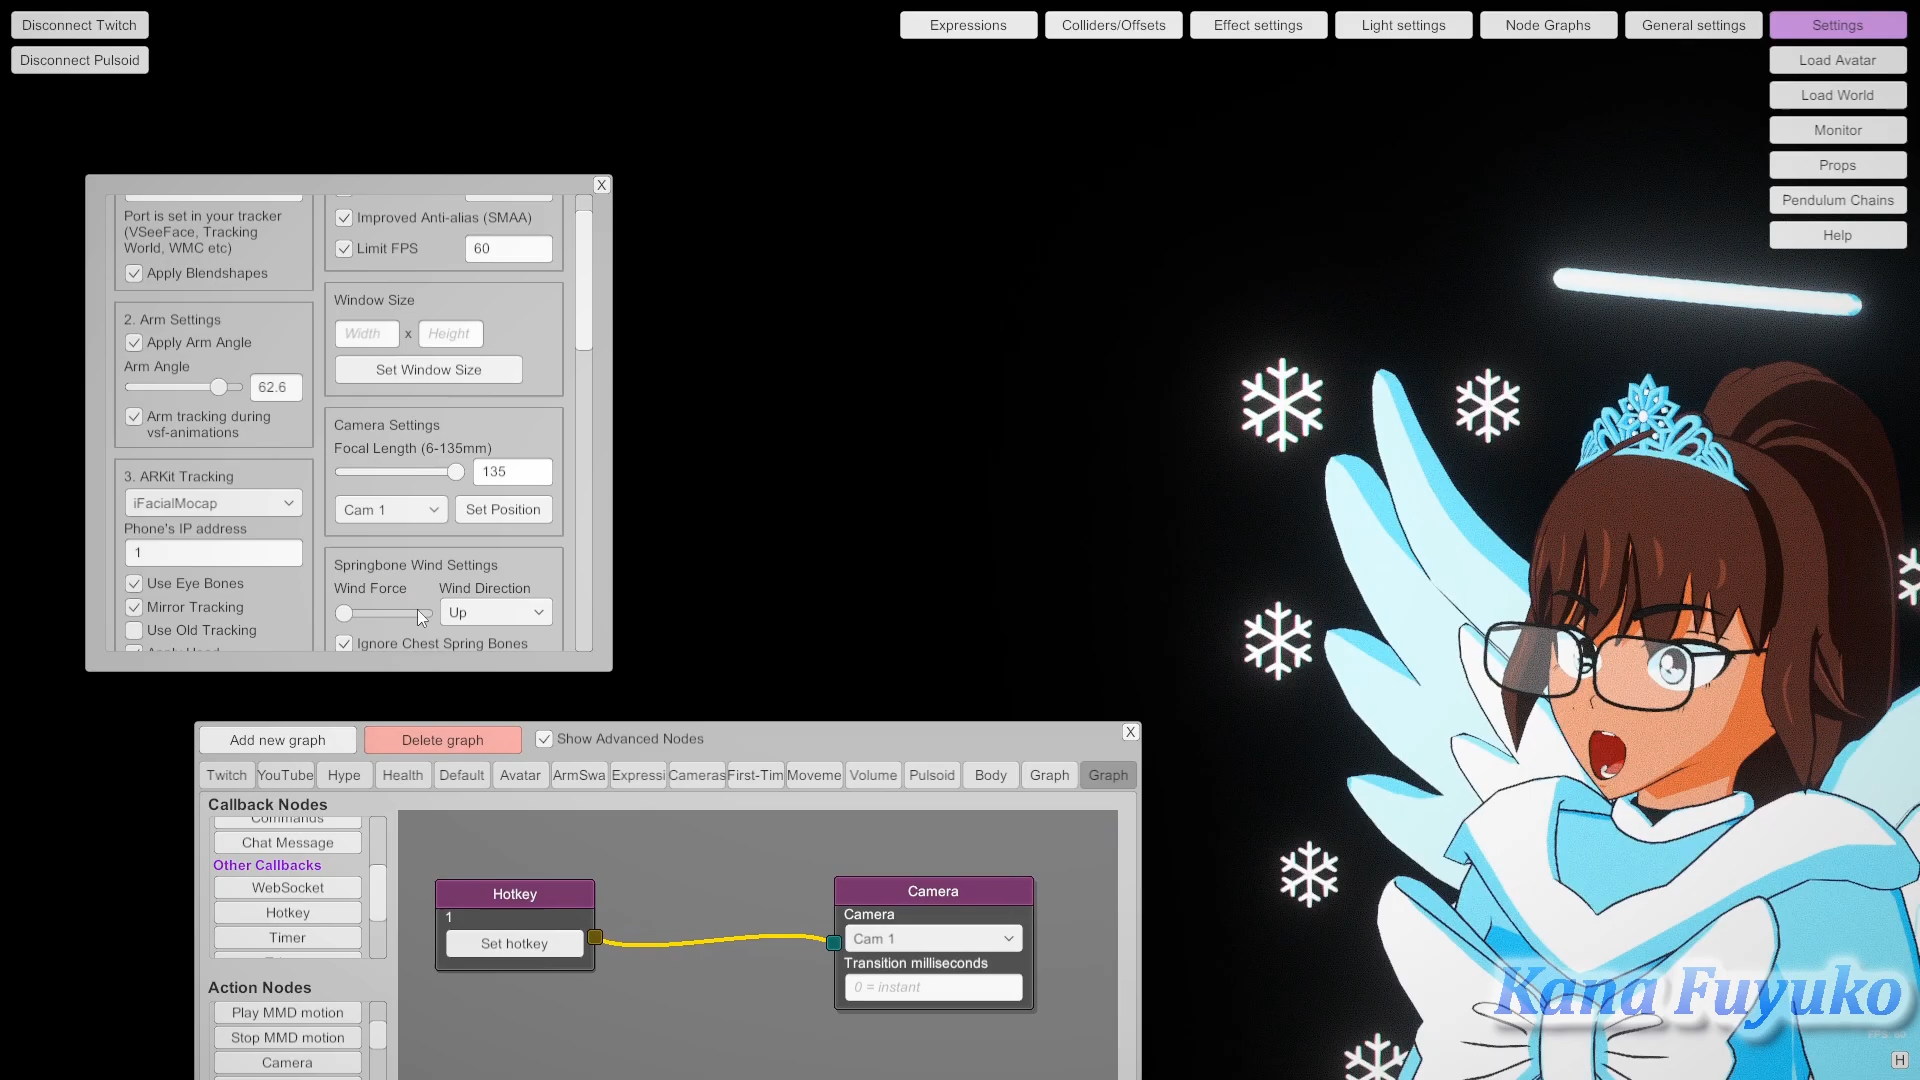 Disconnect Twitch
Disconnect Pulsoid
Expressions
Colliders/Offsets
Effect settings
Light settings
Node Graphs
General settings
Settings
Load Avatar
Load World
Monitor
Props
Pendulum Chains
Help
X
Port is set in your tracker
(VSeeFace, Tracking
World, WMC etc)
Apply Blendshapes
2. Arm Settings
Apply Arm Angle
Arm Angle
62.6
Arm tracking during
vsf-animations
3. ARKit Tracking
iFacialMocap
Phone's IP address
1
Use Eye Bones
Mirror Tracking
Use Old Tracking
Improved Anti-alias (SMAA)
Limit FPS
60
Window Size
Width x Height
Set Window Size
Camera Settings
Focal Length (6-135mm)
135
Cam 1
Set Position
Springbone Wind Settings
Wind Force
Wind Direction
Up
Ignore Chest Spring Bones
Add new graph
Delete graph
Show Advanced Nodes
X
Twitch
YouTube
Hype
Health
Default
Avatar
ArmSwa
Expressi
Cameras
First-Tim
Moveme
Volume
Pulsoid
Body
Graph
Graph
Callback Nodes
Commands
Chat Message
Other Callbacks
WebSocket
Hotkey
Timer
Action Nodes
Play MMD motion
Stop MMD motion
Camera
Hotkey
1
Set hotkey
Camera
Camera
Cam 1
Transition milliseconds
0 = instant
Kana Fuyuko
FPS: 60
H